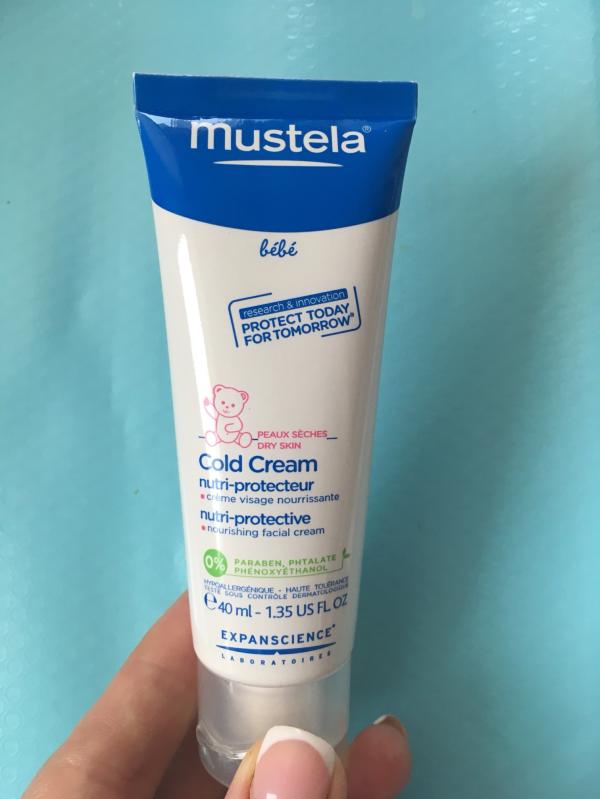 mustela®
bébé
research & innovation
PROTECT TODAY
FOR TOMORROW®
PEAUX SÈCHES
DRY SKIN
Cold Cream
nutri-protecteur
crème visage nourrissante
nutri-protective
nourishing facial cream
0% PARABEN, PHTALATE
PHÉNOXYÉTHANOL
HYPOALLERGÉNIQUE - HAUTE TOLÉRANCE
TESTÉ SOUS CONTRÔLE DERMATOLOGIQUE
℮ 40 ml - 1.35 US FL. OZ
EXPANSCIENCE®
LABORATOIRES